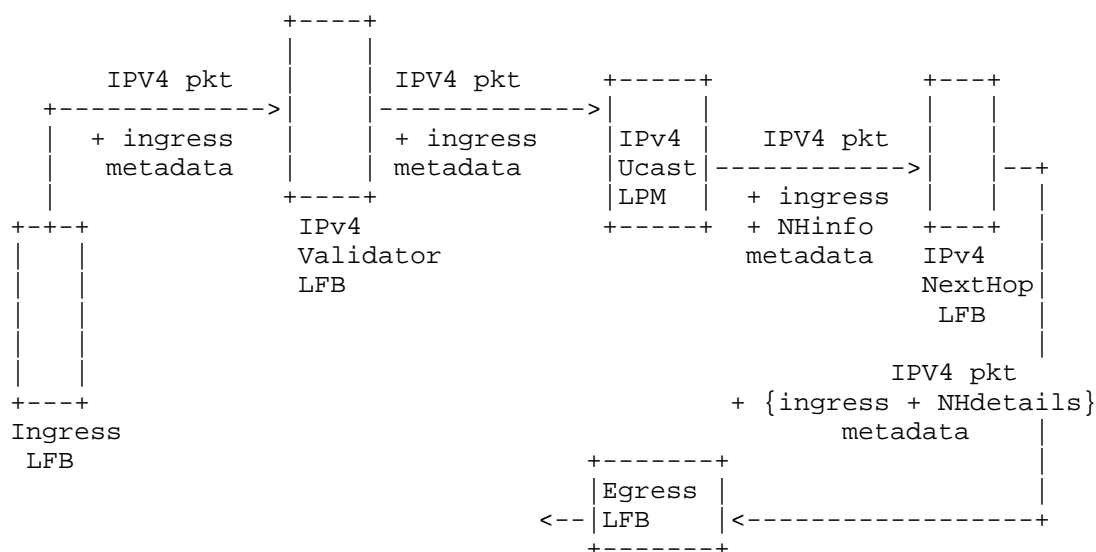 IPV4 pkt IPV4 pkt
+ ingress + ingress IPv4 IPV4 pkt
metadata metadata Ucast
LPM + ingress
IPv4 + NHinfo
Validator metadata IPv4
LFB NextHop
LFB
IPV4 pkt
+ {ingress + NHdetails}
Ingress metadata
LFB
Egress
LFB